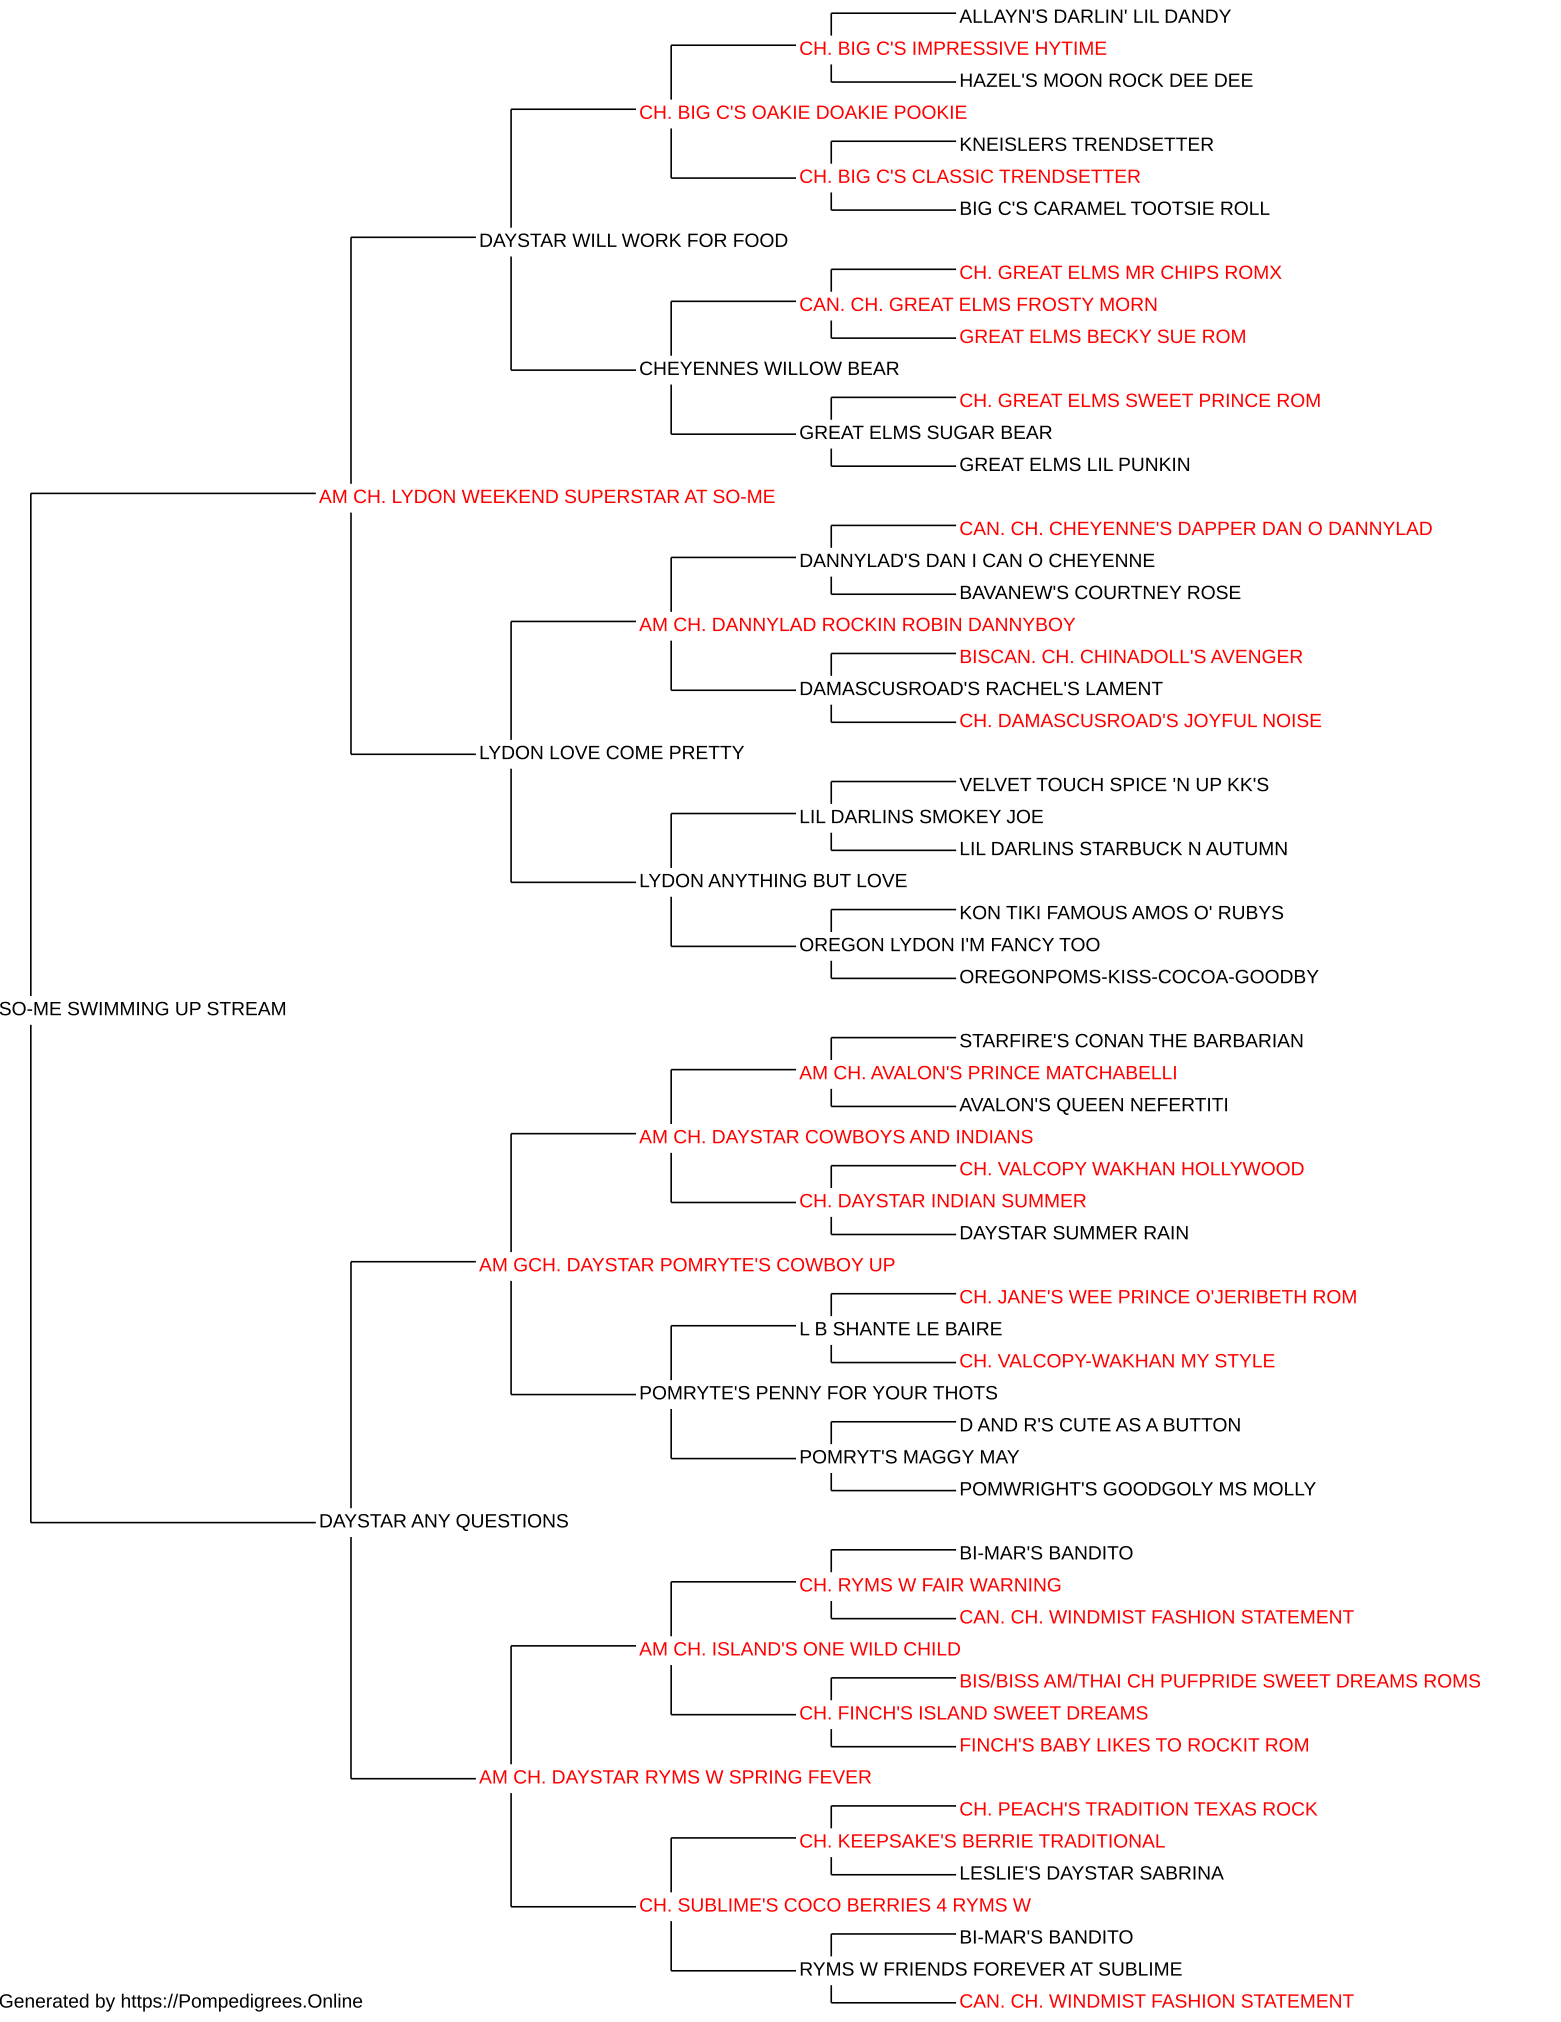 ALLAYN'S DARLIN' LIL DANDY
CH. BIG C'S IMPRESSIVE HYTIME
HAZEL'S MOON ROCK DEE DEE
CH. BIG C'S OAKIE DOAKIE POOKIE
KNEISLERS TRENDSETTER
CH. BIG C'S CLASSIC TRENDSETTER
BIG C'S CARAMEL TOOTSIE ROLL
DAYSTAR WILL WORK FOR FOOD
CH. GREAT ELMS MR CHIPS ROMX
CAN. CH. GREAT ELMS FROSTY MORN
GREAT ELMS BECKY SUE ROM
CHEYENNES WILLOW BEAR
CH. GREAT ELMS SWEET PRINCE ROM
GREAT ELMS SUGAR BEAR
GREAT ELMS LIL PUNKIN
AM CH. LYDON WEEKEND SUPERSTAR AT SO-ME
CAN. CH. CHEYENNE'S DAPPER DAN O DANNYLAD
DANNYLAD'S DAN I CAN O CHEYENNE
BAVANEW'S COURTNEY ROSE
AM CH. DANNYLAD ROCKIN ROBIN DANNYBOY
BISCAN. CH. CHINADOLL'S AVENGER
DAMASCUSROAD'S RACHEL'S LAMENT
CH. DAMASCUSROAD'S JOYFUL NOISE
LYDON LOVE COME PRETTY
VELVET TOUCH SPICE 'N UP KK'S
LIL DARLINS SMOKEY JOE
LIL DARLINS STARBUCK N AUTUMN
LYDON ANYTHING BUT LOVE
KON TIKI FAMOUS AMOS O' RUBYS
OREGON LYDON I'M FANCY TOO
OREGONPOMS-KISS-COCOA-GOODBY
SO-ME SWIMMING UP STREAM
STARFIRE'S CONAN THE BARBARIAN
AM CH. AVALON'S PRINCE MATCHABELLI
AVALON'S QUEEN NEFERTITI
AM CH. DAYSTAR COWBOYS AND INDIANS
CH. VALCOPY WAKHAN HOLLYWOOD
CH. DAYSTAR INDIAN SUMMER
DAYSTAR SUMMER RAIN
AM GCH. DAYSTAR POMRYTE'S COWBOY UP
CH. JANE'S WEE PRINCE O'JERIBETH ROM
L B SHANTE LE BAIRE
CH. VALCOPY-WAKHAN MY STYLE
POMRYTE'S PENNY FOR YOUR THOTS
D AND R'S CUTE AS A BUTTON
POMRYT'S MAGGY MAY
POMWRIGHT'S GOODGOLY MS MOLLY
DAYSTAR ANY QUESTIONS
BI-MAR'S BANDITO
CH. RYMS W FAIR WARNING
CAN. CH. WINDMIST FASHION STATEMENT
AM CH. ISLAND'S ONE WILD CHILD
BIS/BISS AM/THAI CH PUFPRIDE SWEET DREAMS ROMS
CH. FINCH'S ISLAND SWEET DREAMS
FINCH'S BABY LIKES TO ROCKIT ROM
AM CH. DAYSTAR RYMS W SPRING FEVER
CH. PEACH'S TRADITION TEXAS ROCK
CH. KEEPSAKE'S BERRIE TRADITIONAL
LESLIE'S DAYSTAR SABRINA
CH. SUBLIME'S COCO BERRIES 4 RYMS W
BI-MAR'S BANDITO
RYMS W FRIENDS FOREVER AT SUBLIME
CAN. CH. WINDMIST FASHION STATEMENT
Generated by https://Pompedigrees.Online